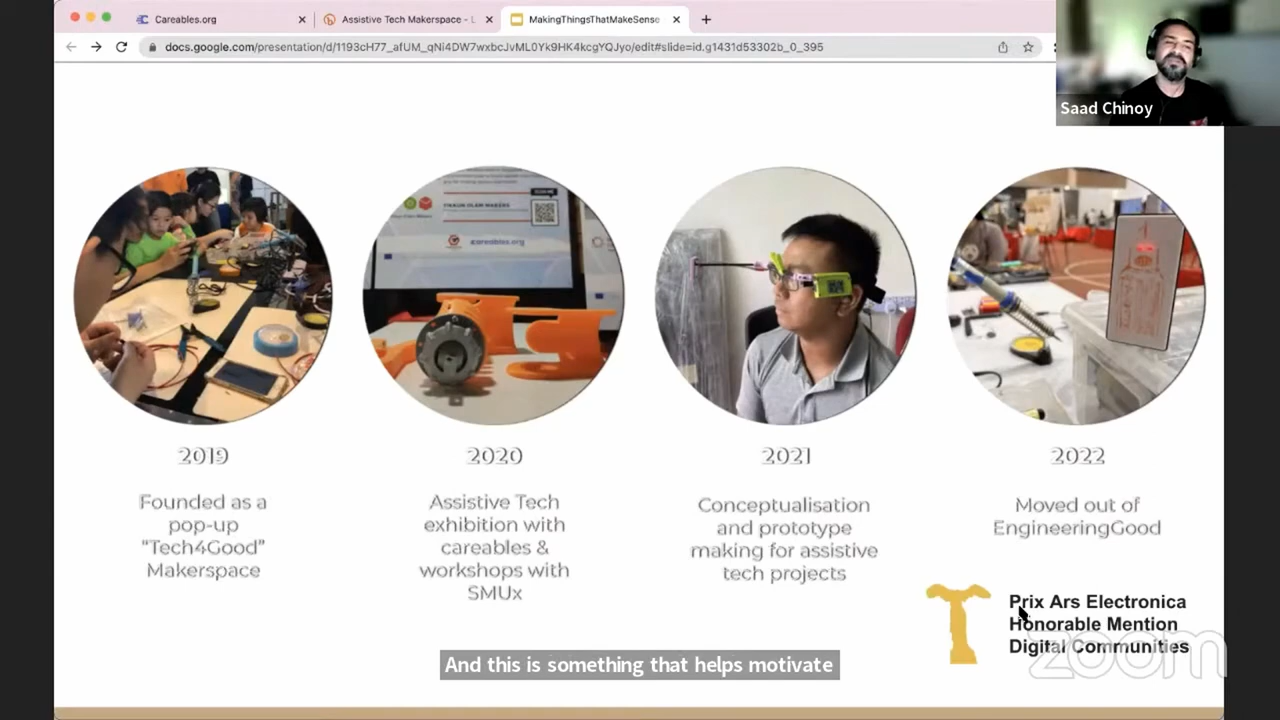 Careables.org
Assistive Tech Makerspace - L
MakingThingsThatMakeSense
docs.google.com/presentation/d/1193cH77_afUM_qNi4DW7wxbcJvML0Yk9HK4kcgYQJyo/edit#slide=id.g1431d53302b_0_395
Saad Chinoy
careables.org
2019
Founded as a
pop-up
"Tech4Good"
Makerspace
2020
Assistive Tech
exhibition with
careables &
workshops with
SMUx
2021
Conceptualisation
and prototype
making for assistive
tech projects
2022
Moved out of
EngineeringGood
Prix Ars Electronica
Honorable Mention
Digital Communities
zoom
And this is something that helps motivate